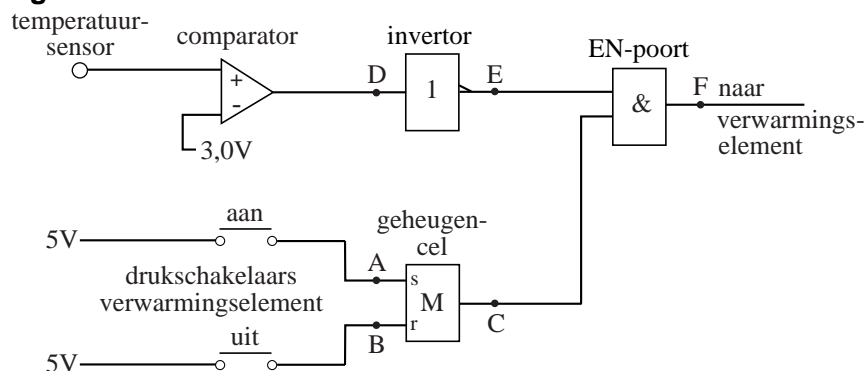 temperatuur-
sensor
comparator
invertor
EN-poort
+
-
3,0V
D
1
E
&
F
naar
verwarmings-
element
5V
aan
geheugen-
cel
A
s
M
r
B
C
drukschakelaars
verwarmingselement
uit
5V